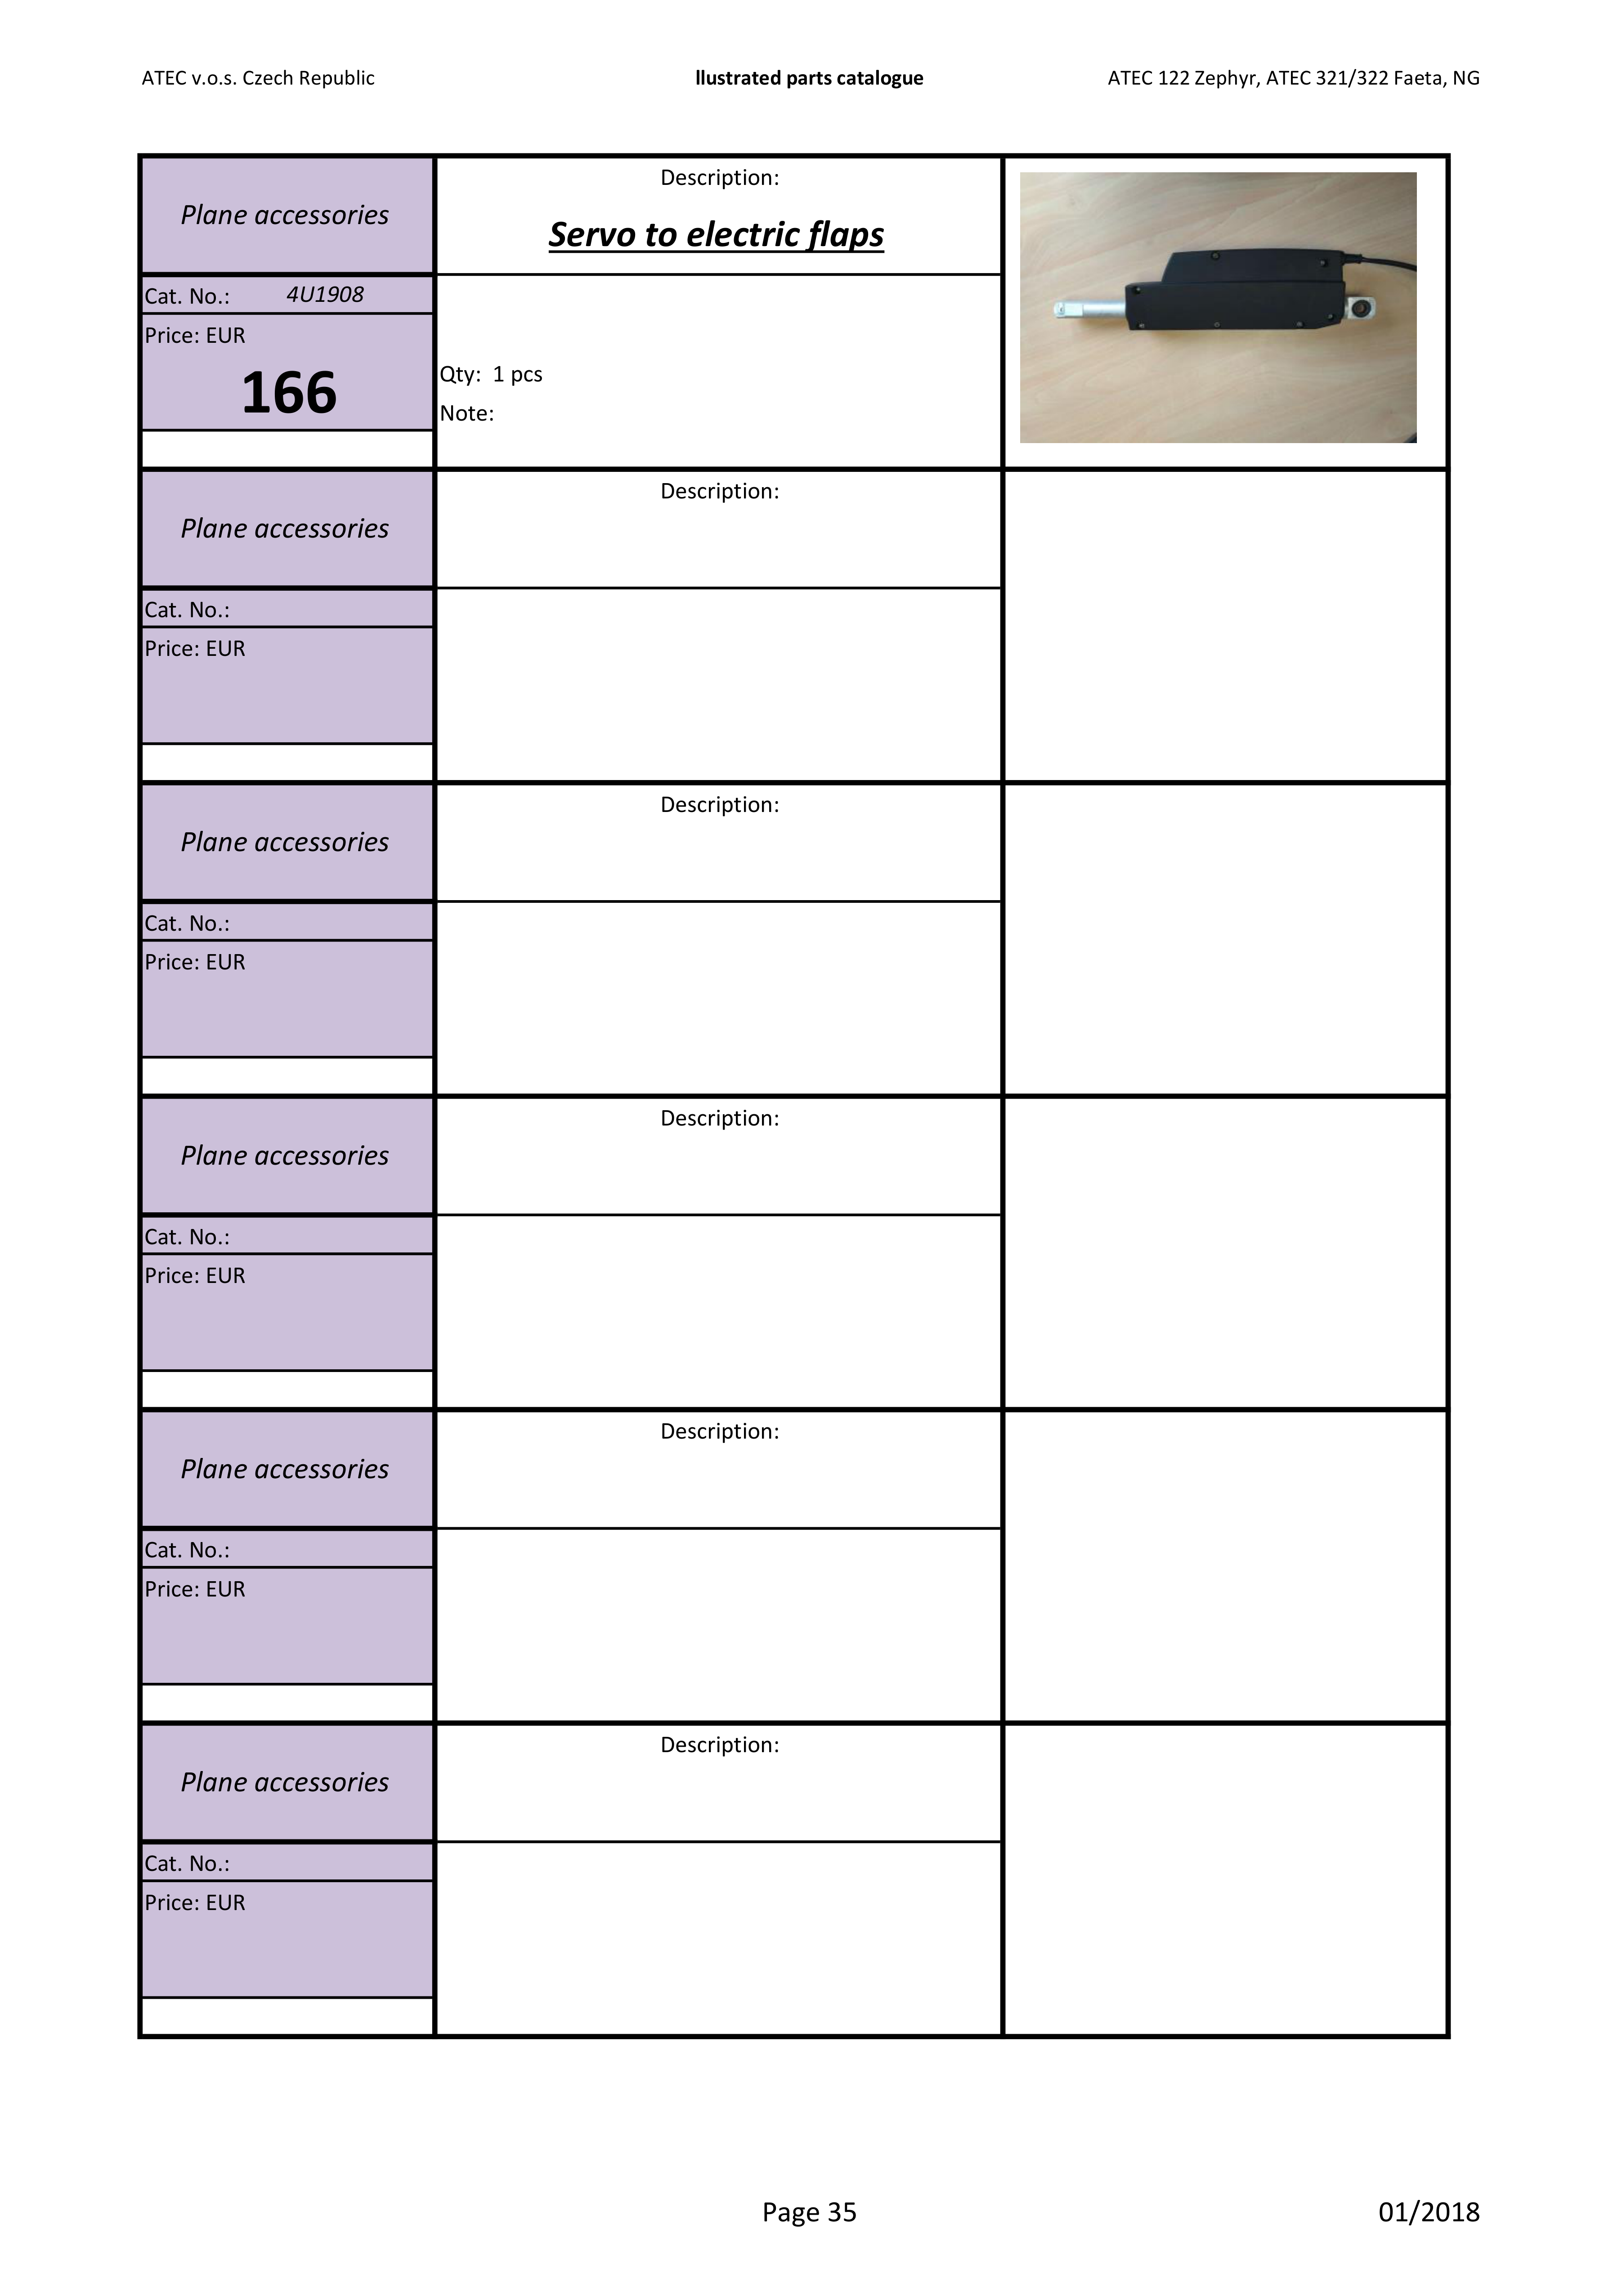 ATEC v.o.s. Czech Republic
llustrated parts catalogue
ATEC 122 Zephyr, ATEC 321/322 Faeta, NG
Plane accessories
Description:
Servo to electric flaps
Cat. No.: 4U1908
Price: EUR
166
Qty: 1 pcs
Note:
Plane accessories
Description:
Cat. No.:
Price: EUR
Plane accessories
Description:
Cat. No.:
Price: EUR
Plane accessories
Description:
Cat. No.:
Price: EUR
Plane accessories
Description:
Cat. No.:
Price: EUR
Plane accessories
Description:
Cat. No.:
Price: EUR
Page 35
01/2018